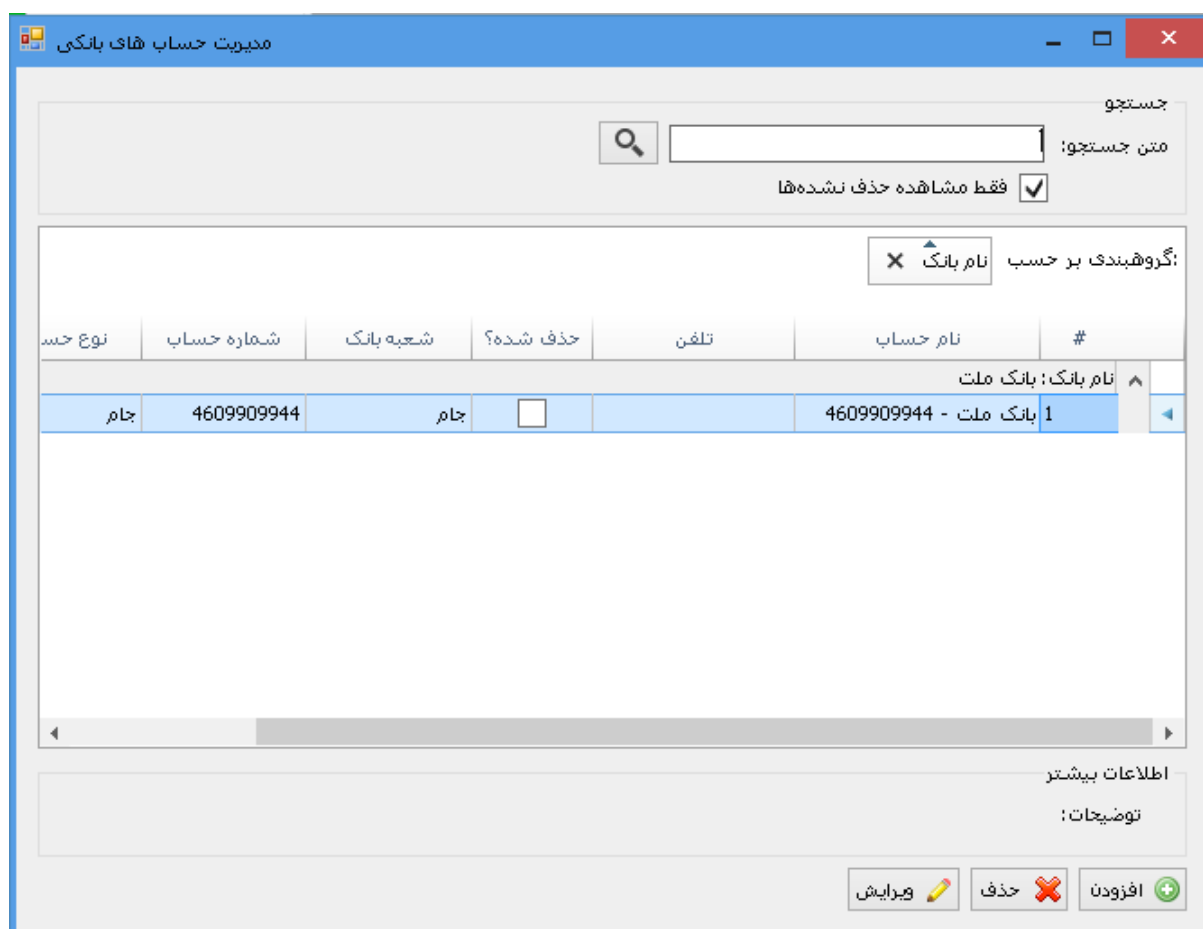 مدیریت حساب های بانکی
جستجو
متن جستجو:
فقط مشاهده حذف نشده‌ها
گروهبندی بر حسب: نام بانک
# نام حساب تلفن حذف شده؟ شعبه بانک شماره حساب نوع حس
نام بانک: بانک ملت
1 بانک ملت - 4609909944 جام 4609909944 جام
اطلاعات بیشتر
توضیحات:
افزودن حذف ویرایش